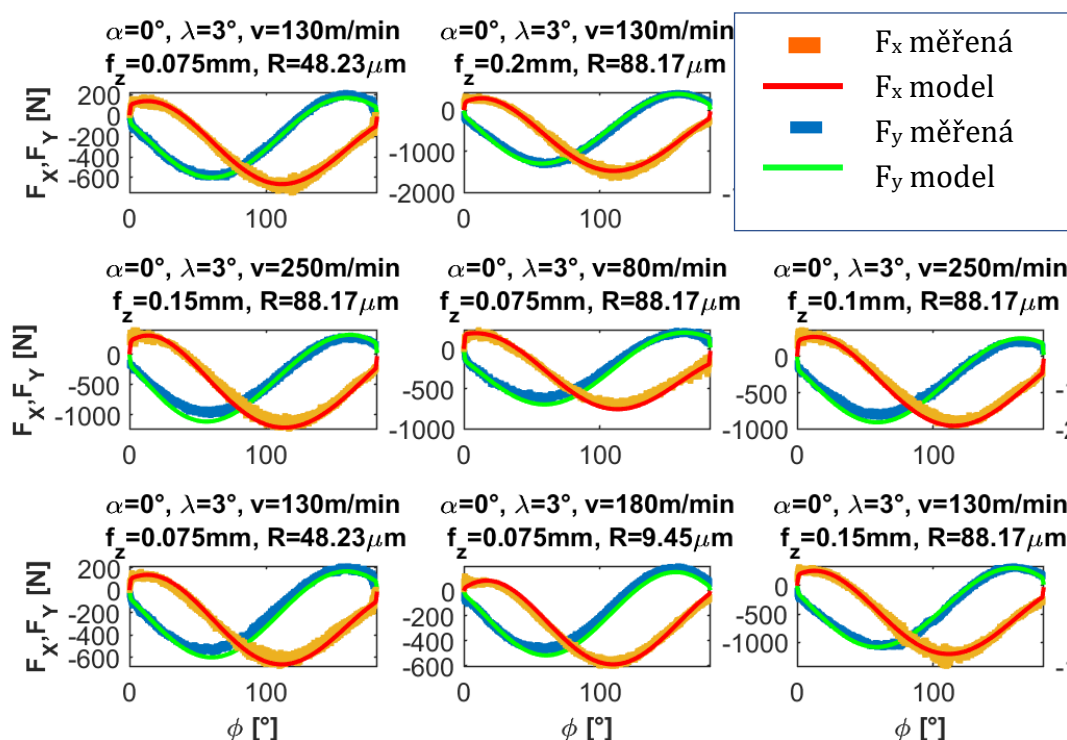 α=0°, λ=3°, v=130m/min
f_z=0.075mm, R=48.23μm
α=0°, λ=3°, v=130m/min
f_z=0.2mm, R=88.17μm
F_x měřená
F_x model
F_y měřená
F_y model
F_X,F_Y [N]
200
0
-200
-400
-600
0
100
0
-1000
-2000
0
100
α=0°, λ=3°, v=250m/min
f_z=0.15mm, R=88.17μm
α=0°, λ=3°, v=80m/min
f_z=0.075mm, R=88.17μm
α=0°, λ=3°, v=250m/min
f_z=0.1mm, R=88.17μm
F_X,F_Y [N]
0
-500
-1000
0
100
0
-500
-1000
0
100
0
-500
-1000
0
100
α=0°, λ=3°, v=130m/min
f_z=0.075mm, R=48.23μm
α=0°, λ=3°, v=180m/min
f_z=0.075mm, R=9.45μm
α=0°, λ=3°, v=130m/min
f_z=0.15mm, R=88.17μm
F_X,F_Y [N]
200
0
-200
-400
-600
0
100
ϕ [°]
0
-200
-400
-600
0
100
ϕ [°]
0
-500
-1000
0
100
ϕ [°]